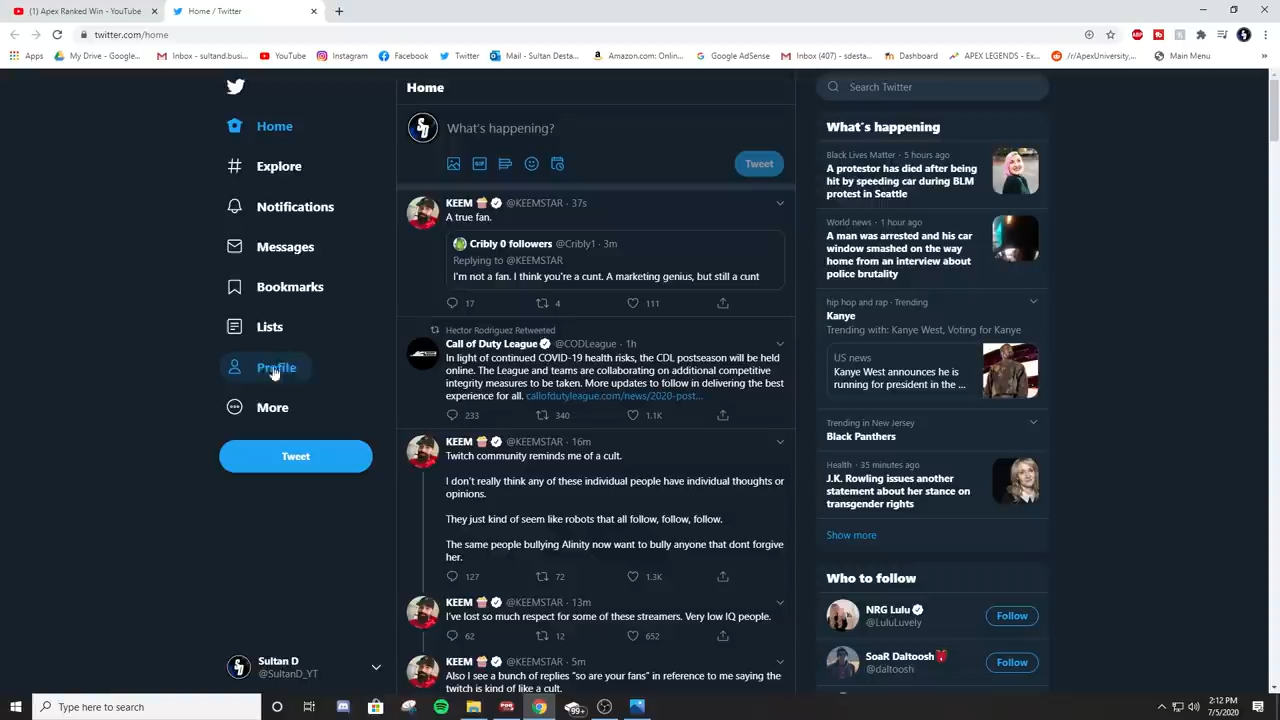 (1) Apex Ranked Win - YouTube
Home / Twitter
twitter.com/home
Apps
My Drive - Google...
Inbox - sultand.busi...
YouTube
Instagram
Facebook
Twitter
Mail - Sultan Desta...
Amazon.com: Onlin...
Google AdSense
Inbox (407) - sdesta...
Dashboard
APEX LEGENDS - Ex...
/r/ApexUniversity,...
Main Menu
Home
Explore
Notifications
Messages
Bookmarks
Lists
Profile
More
Tweet
Sultan D
@SultanD_YT
Home
What's happening?
GIF
Tweet
KEEM @KEEMSTAR · 37s
A true fan.
Cribly 0 followers @Cribly1 · 3m
Replying to @KEEMSTAR
I'm not a fan. I think you're a cunt. A marketing genius, but still a cunt
17 4 111
Hector Rodriguez Retweeted
Call of Duty League @CODLeague · 1h
In light of continued COVID-19 health risks, the CDL postseason will be held
online. The League and teams are collaborating on additional competitive
integrity measures to be taken. More updates to follow in delivering the best
experience for all. callofdutyleague.com/news/2020-post...
233 340 1.1K
KEEM @KEEMSTAR · 16m
Twitch community reminds me of a cult.
I don't really think any of these individual people have individual thoughts or
opinions.
They just kind of seem like robots that all follow, follow, follow.
The same people bullying Alinity now want to bully anyone that dont forgive
her.
127 72 1.3K
KEEM @KEEMSTAR · 13m
I've lost so much respect for some of these streamers. Very low IQ people.
62 12 652
KEEM @KEEMSTAR · 5m
Also I see a bunch of replies "so are your fans" in reference to me saying the
twitch is kind of like a cult.
Search Twitter
What's happening
Black Lives Matter · 5 hours ago
A protestor has died after being
hit by speeding car during BLM
protest in Seattle
World news · 1 hour ago
A man was arrested and his car
window smashed on the way
home from an interview about
police brutality
hip hop and rap · Trending
Kanye
Trending with: Kanye West, Voting for Kanye
US news
Kanye West announces he is
running for president in the ...
Trending in New Jersey
Black Panthers
Health · 35 minutes ago
J.K. Rowling issues another
statement about her stance on
transgender rights
Show more
Who to follow
NRG Lulu
@LuluLuvely
Follow
SoaR Daltoosh
@daltoosh
Follow
Type here to search
99+
2:12 PM
7/5/2020